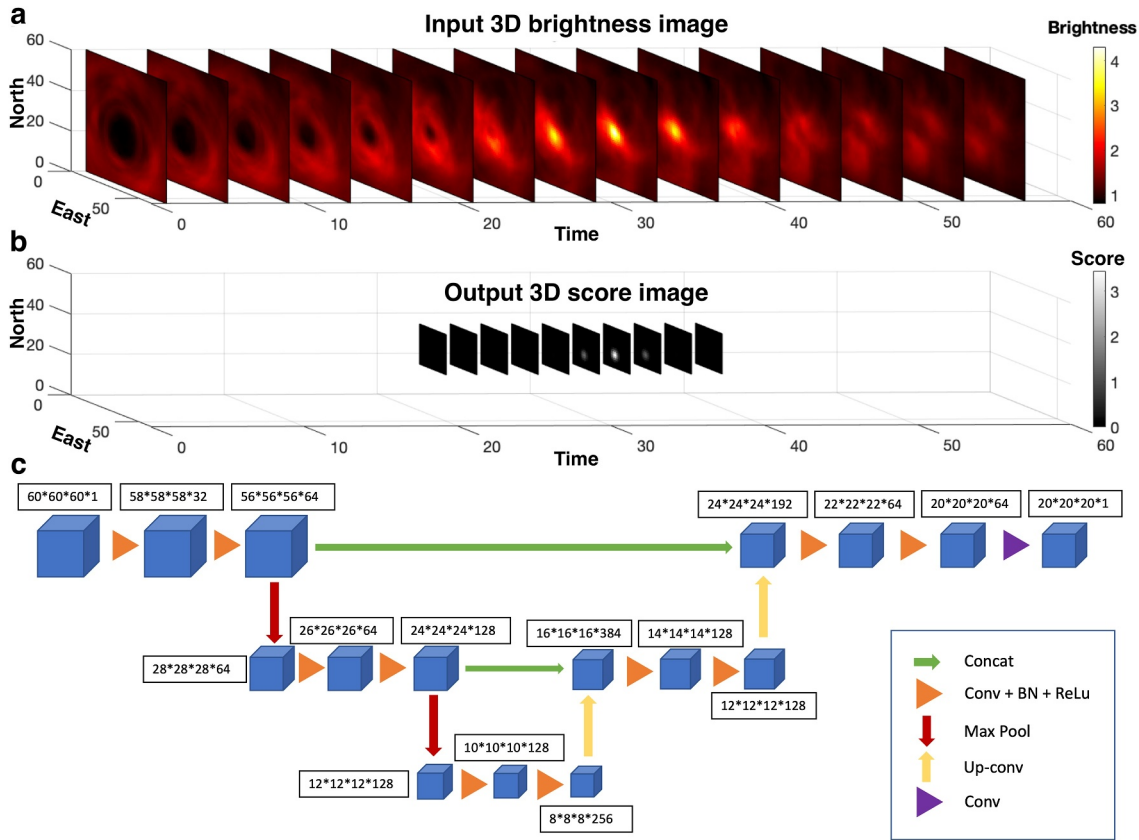 a
Input 3D brightness image
Brightness
North
60
40
20
0
0
50
East
0
10
20
30
40
50
60
Time
4
3
2
1
b
Output 3D score image
Score
North
60
40
20
0
0
50
East
0
10
20
30
40
50
60
Time
3
2
1
0
c
60*60*60*1
58*58*58*32
56*56*56*64
24*24*24*192
22*22*22*64
20*20*20*64
20*20*20*1
26*26*26*64
24*24*24*128
16*16*16*384
14*14*14*128
28*28*28*64
12*12*12*128
10*10*10*128
12*12*12*128
8*8*8*256
Concat
Conv + BN + ReLu
Max Pool
Up-conv
Conv